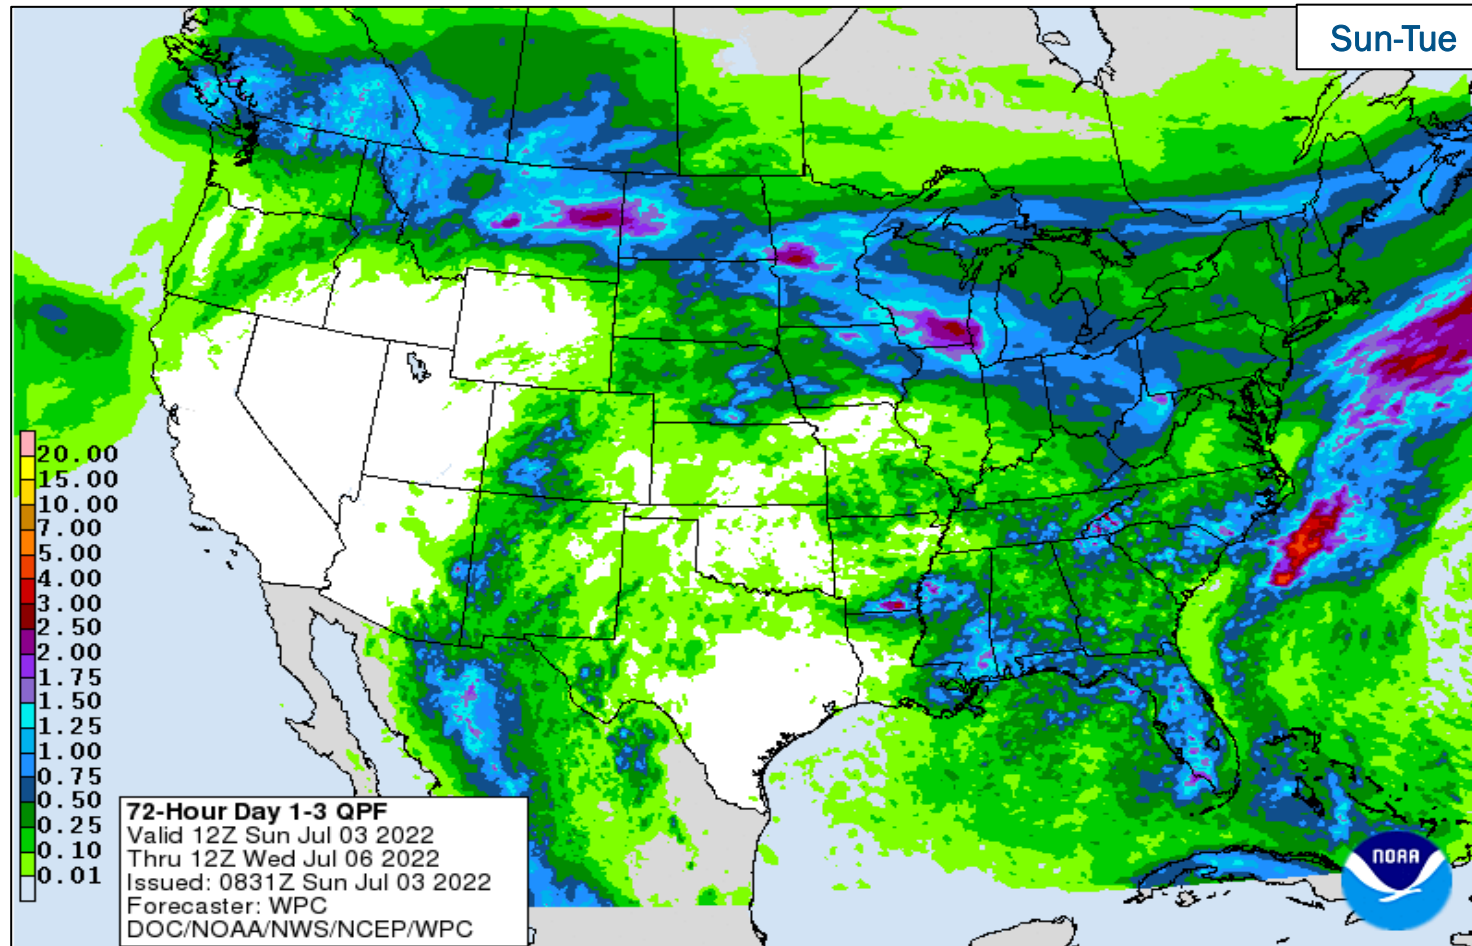 Sun-Tue
20.00
15.00
10.00
7.00
5.00
4.00
3.00
2.50
2.00
1.75
1.50
1.25
1.00
0.75
0.50
0.25
0.10
0.01
72-Hour Day 1-3 QPF
Valid 12Z Sun Jul 03 2022
Thru 12Z Wed Jul 06 2022
Issued: 0831Z Sun Jul 03 2022
Forecaster: WPC
DOC/NOAA/NWS/NCEP/WPC
NOAA